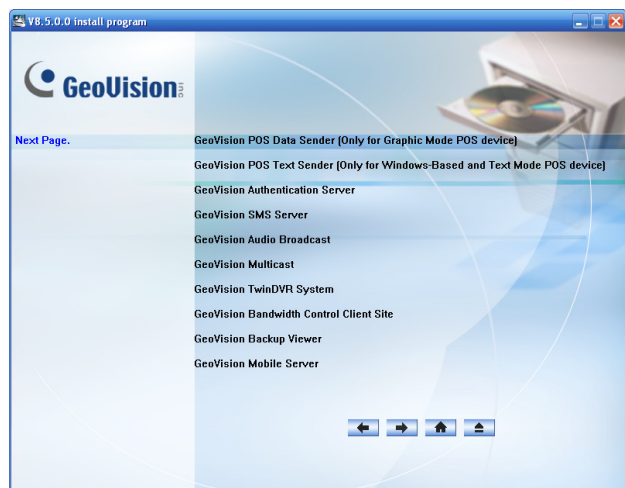 V8.5.0.0 install program
GeoVision Inc
Next Page.
GeoVision POS Data Sender (Only for Graphic Mode POS device)
GeoVision POS Text Sender (Only for Windows-Based and Text Mode POS device)
GeoVision Authentication Server
GeoVision SMS Server
GeoVision Audio Broadcast
GeoVision Multicast
GeoVision TwinDVR System
GeoVision Bandwidth Control Client Site
GeoVision Backup Viewer
GeoVision Mobile Server